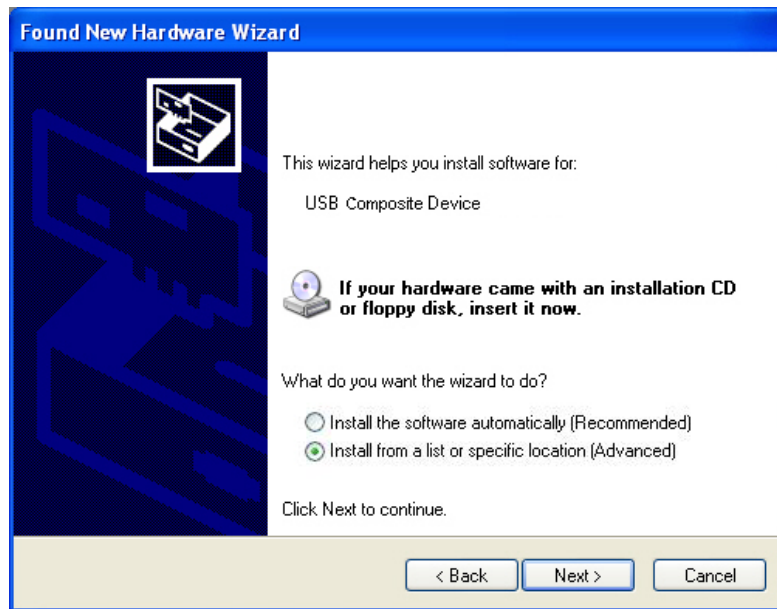 Found New Hardware Wizard
This wizard helps you install software for:
USB Composite Device
If your hardware came with an installation CD
or floppy disk, insert it now.
What do you want the wizard to do?
Install the software automatically (Recommended)
Install from a list or specific location (Advanced)
Click Next to continue.
< Back Next > Cancel